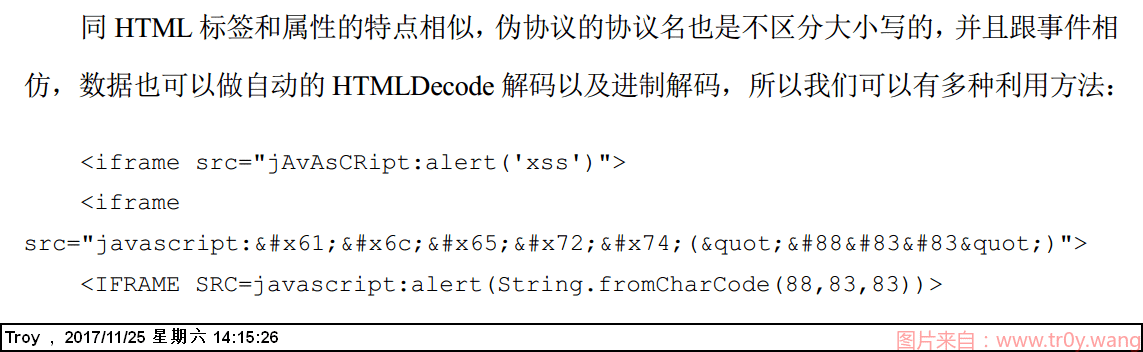 同 HTML 标签和属性的特点相似，伪协议的协议名也是不区分大小写的，并且跟事件相
仿，数据也可以做自动的 HTMLDecode 解码以及进制解码，所以我们可以有多种利用方法：
<iframe src="jAvAsCRipt:alert('xss')">
<iframe
src="javascript:&#x61;&#x6c;&#x65;&#x72;&#x74;(&quot;&#88&#83&#83&quot;)">
<IFRAME SRC=javascript:alert(String.fromCharCode(88,83,83))>
Troy , 2017/11/25 星期六 14:15:26
图片来自：www.tr0y.wang